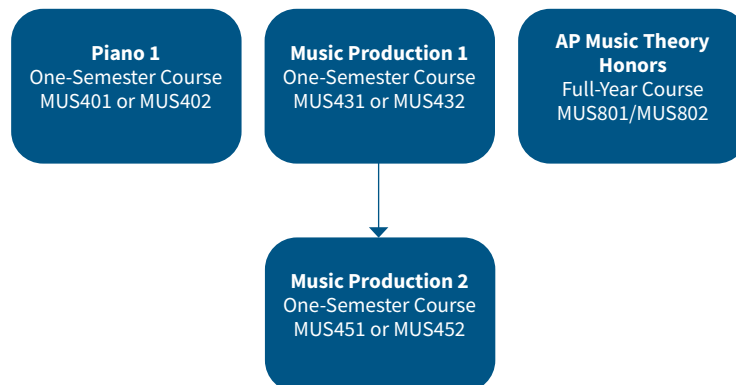 Piano 1
One-Semester Course
MUS401 or MUS402
Music Production 1
One-Semester Course
MUS431 or MUS432
AP Music Theory
Honors
Full-Year Course
MUS801/MUS802
Music Production 2
One-Semester Course
MUS451 or MUS452